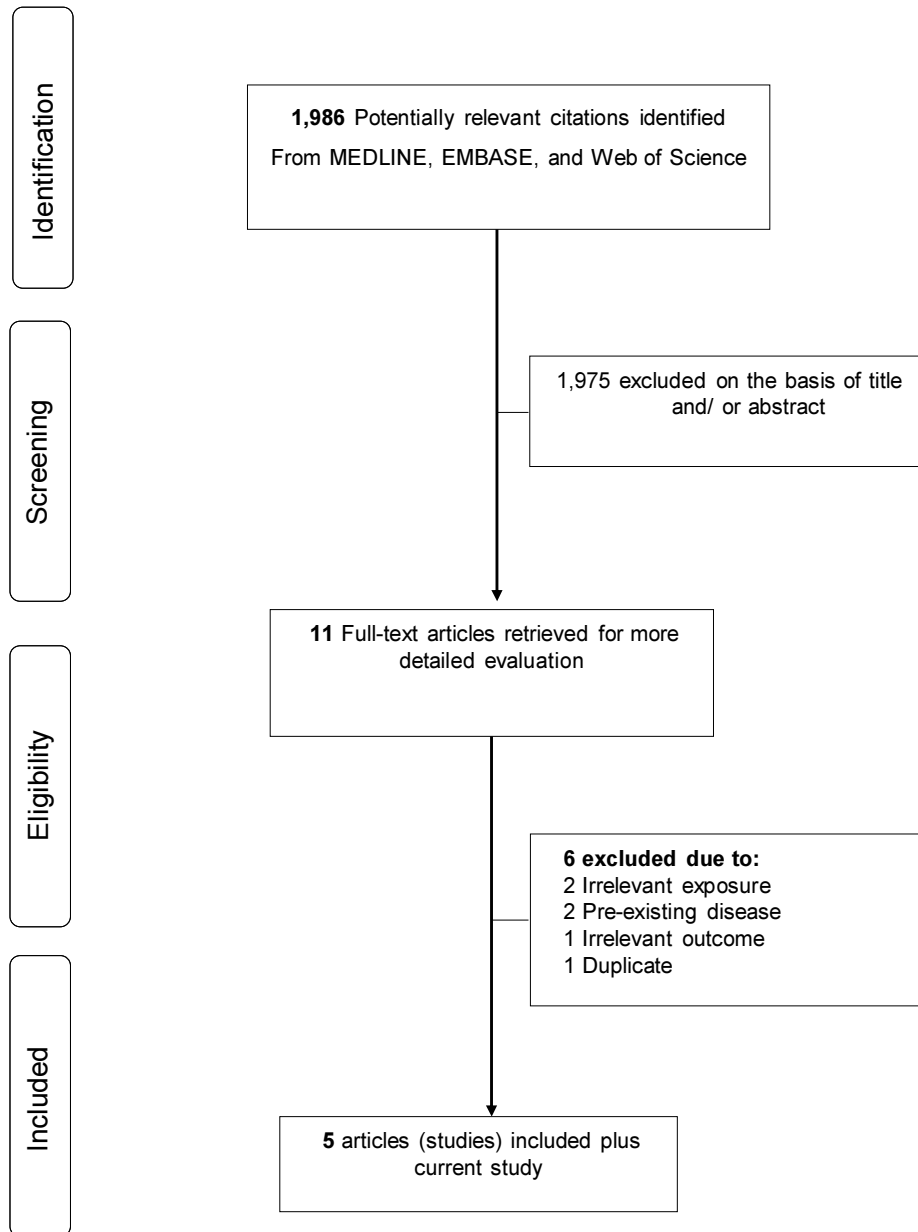 Identification
1,986 Potentially relevant citations identified
From MEDLINE, EMBASE, and Web of Science
Screening
1,975 excluded on the basis of title
and/ or abstract
11 Full-text articles retrieved for more
detailed evaluation
Eligibility
6 excluded due to:
2 Irrelevant exposure
2 Pre-existing disease
1 Irrelevant outcome
1 Duplicate
Included
5 articles (studies) included plus
current study